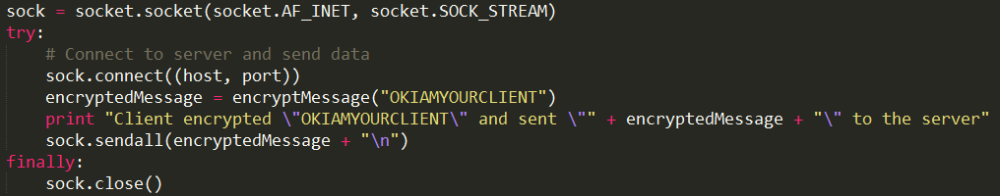 sock = socket.socket(socket.AF_INET, socket.SOCK_STREAM)
try:
    # Connect to server and send data
    sock.connect((host, port))
    encryptedMessage = encryptMessage("OKIAMYOURCLIENT")
    print "Client encrypted \"OKIAMYOURCLIENT\" and sent \"" + encryptedMessage + "\" to the server"
    sock.sendall(encryptedMessage + "\n")
finally:
    sock.close()